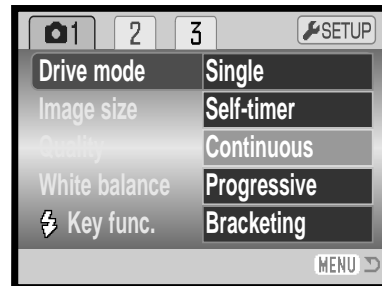 1 2 3 SETUP
Drive mode Single
Image size Self-timer
Quality Continuous
White balance Progressive
Key func. Bracketing
MENU